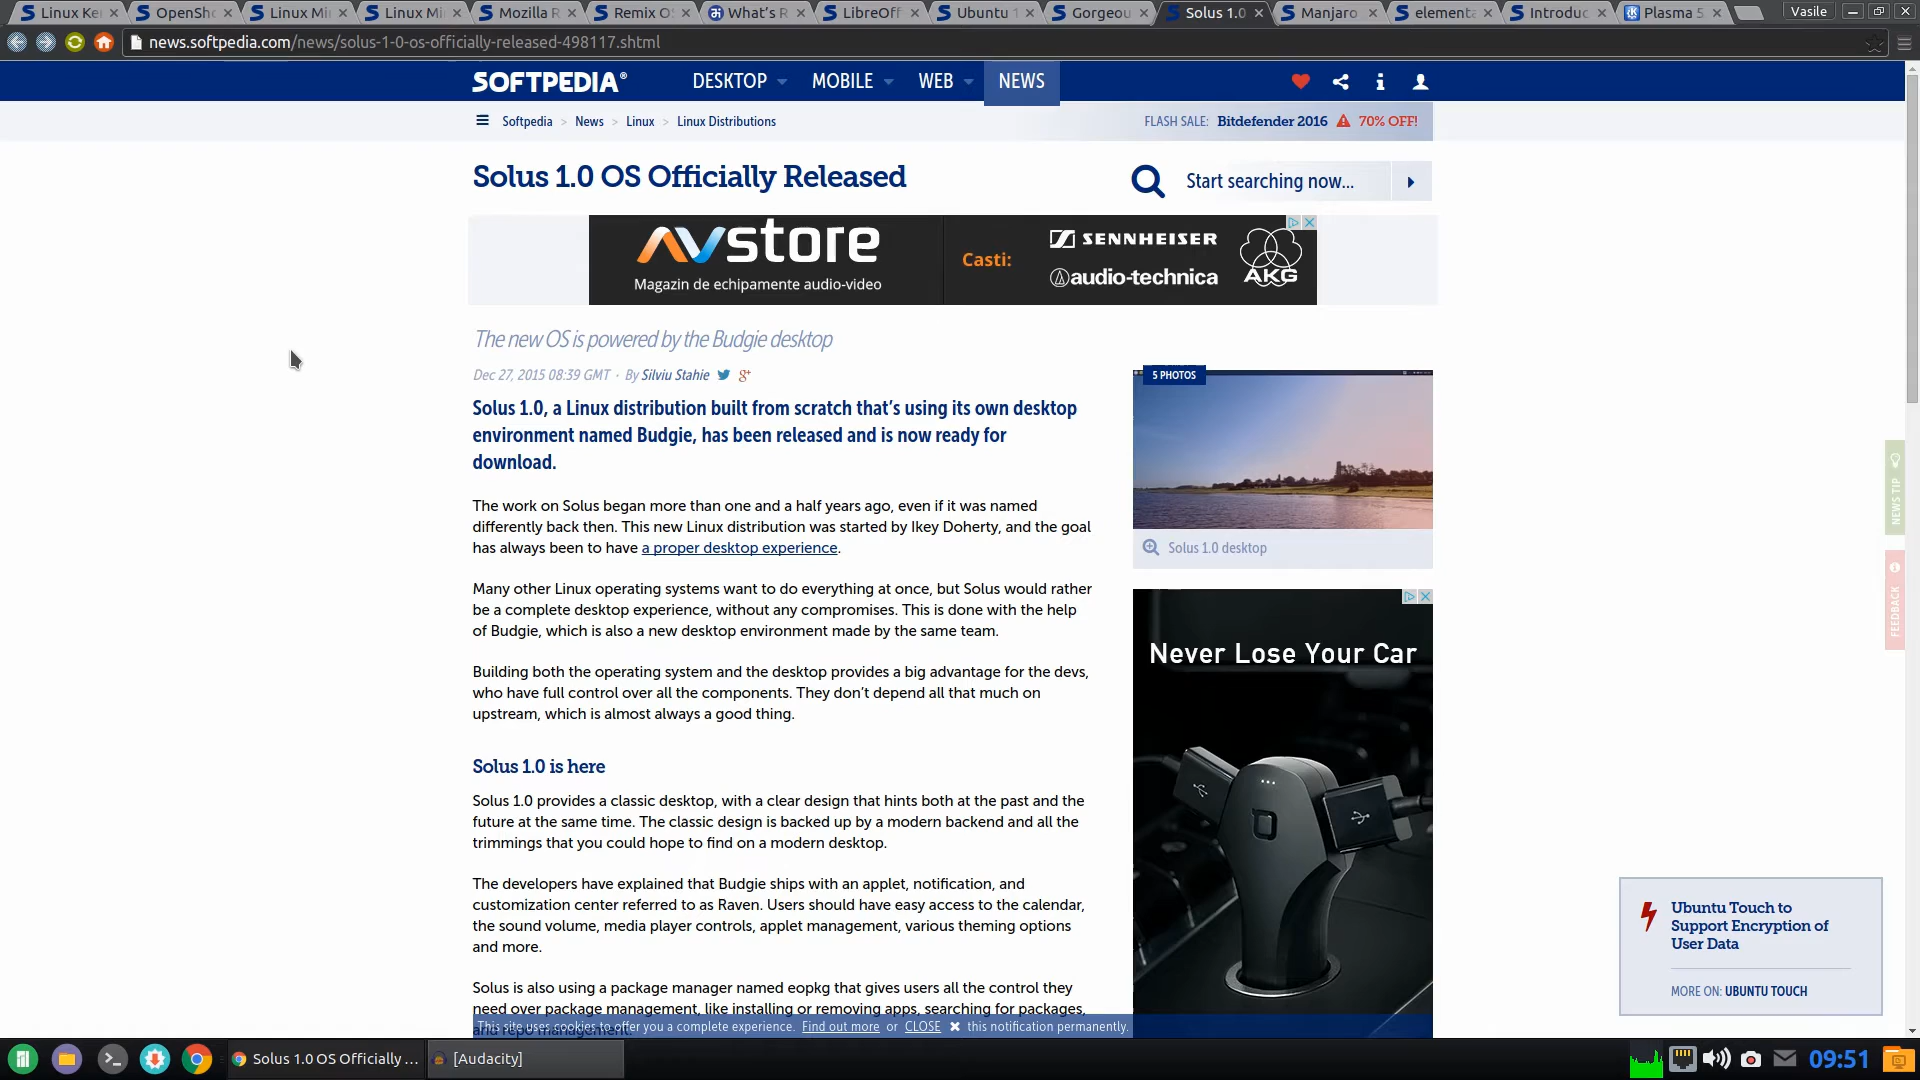 Linux Ke
OpenSho
Linux Mi
Linux Mi
Mozilla R
Remix O
What's R
LibreOff
Ubuntu 1
Gorgeou
Solus 1.0
Manjaro
elementa
Introduc
Plasma 5
Vasile
news.softpedia.com/news/solus-1-0-os-officially-released-498117.shtml
SOFTPEDIA®
DESKTOP
MOBILE
WEB
NEWS
Softpedia > News > Linux > Linux Distributions
FLASH SALE: Bitdefender 2016 70% OFF!
Solus 1.0 OS Officially Released
Start searching now...
AVstore
Magazin de echipamente audio-video
Casti:
SENNHEISER
audio-technica
AKG
The new OS is powered by the Budgie desktop
Dec 27, 2015 08:39 GMT · By Silviu Stahie
Solus 1.0, a Linux distribution built from scratch that's using its own desktop
environment named Budgie, has been released and is now ready for
download.
The work on Solus began more than one and a half years ago, even if it was named
differently back then. This new Linux distribution was started by Ikey Doherty, and the goal
has always been to have a proper desktop experience.
Many other Linux operating systems want to do everything at once, but Solus would rather
be a complete desktop experience, without any compromises. This is done with the help
of Budgie, which is also a new desktop environment made by the same team.
Building both the operating system and the desktop provides a big advantage for the devs,
who have full control over all the components. They don't depend all that much on
upstream, which is almost always a good thing.
Solus 1.0 is here
Solus 1.0 provides a classic desktop, with a clear design that hints both at the past and the
future at the same time. The classic design is backed up by a modern backend and all the
trimmings that you could hope to find on a modern desktop.
The developers have explained that Budgie ships with an applet, notification, and
customization center referred to as Raven. Users should have easy access to the calendar,
the sound volume, media player controls, applet management, various theming options
and more.
Solus is also using a package manager named eopkg that gives users all the control they
need over package management, like installing or removing apps, searching for packages,
and repo management.
This site uses cookies to offer you a complete experience. Find out more or CLOSE ✖ this notification permanently.
5 PHOTOS
Solus 1.0 desktop
Never Lose Your Car
NEWS TIP
FEEDBACK
Ubuntu Touch to
Support Encryption of
User Data
MORE ON: UBUNTU TOUCH
Solus 1.0 OS Officially ...
[Audacity]
09:51